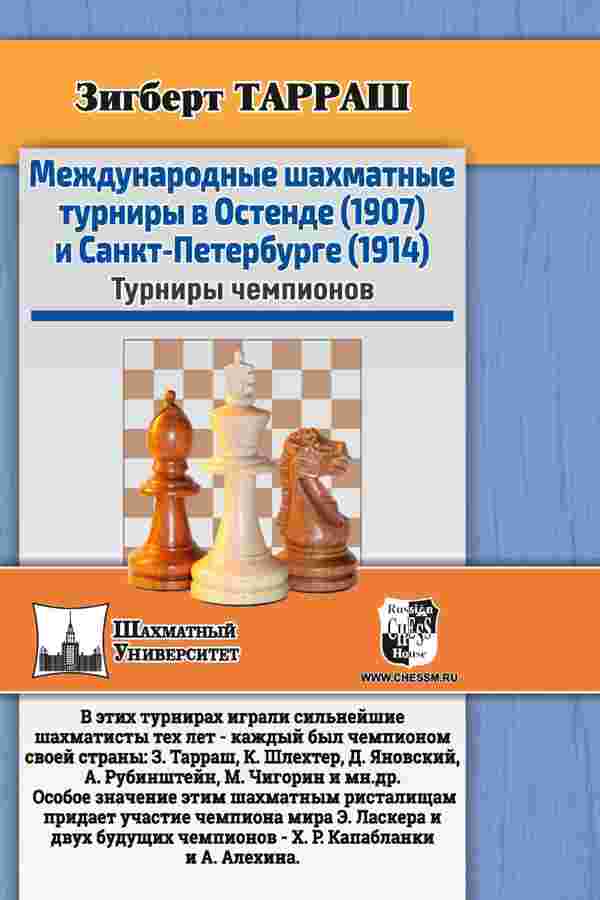 Зигберт ТАРРАШ
Международные шахматные
турниры в Остенде (1907)
и Санкт-Петербурге (1914)
Турниры чемпионов
Шахматный
Университет
Russian
CHESS
House
WWW.CHESSM.RU
В этих турнирах играли сильнейшие
шахматисты тех лет - каждый был чемпионом
своей страны: З. Тарраш, К. Шлехтер, Д. Яновский,
А. Рубинштейн, М. Чигорин и мн.др.
Особое значение этим шахматным ристалищам
придает участие чемпиона мира Э. Ласкера и
двух будущих чемпионов - Х. Р. Капабланки
и А. Алехина.